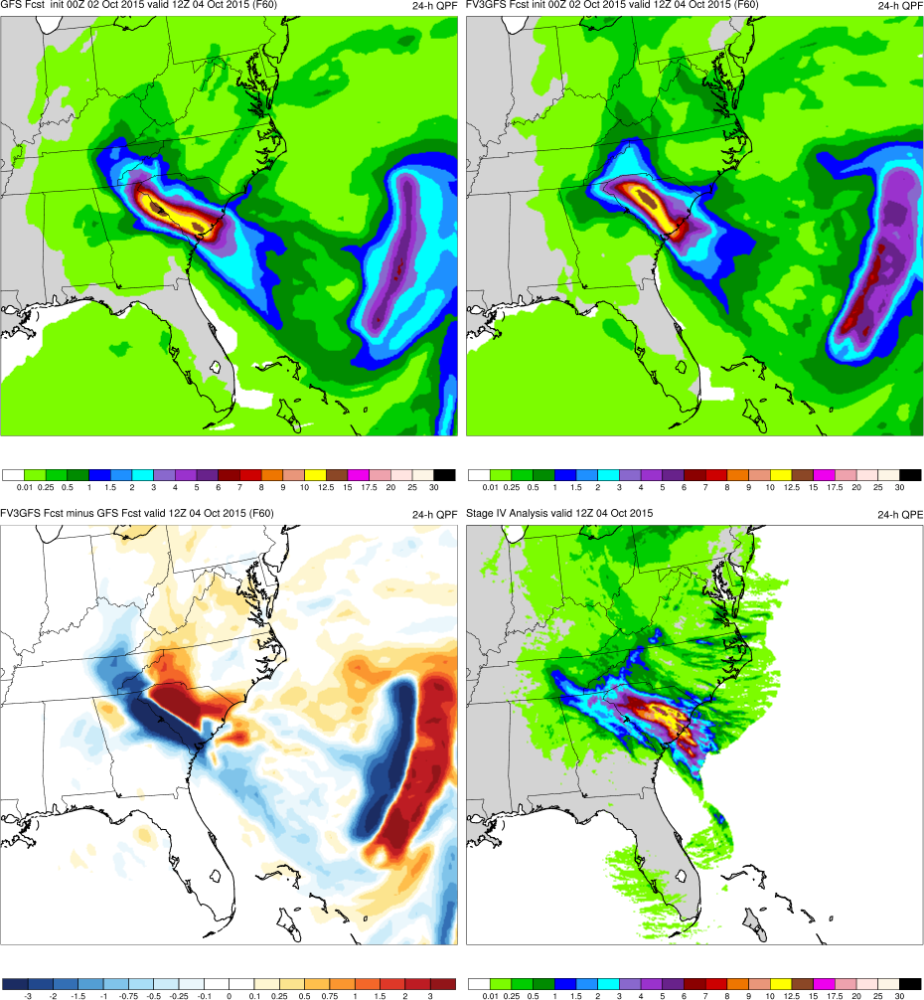 GFS Fcst init 00Z 02 Oct 2015 valid 12Z 04 Oct 2015 (F60) 24-h QPF
FV3GFS Fcst init 00Z 02 Oct 2015 valid 12Z 04 Oct 2015 (F60) 24-h QPF
0.01 0.25 0.5 1 1.5 2 3 4 5 6 7 8 9 10 12.5 15 17.5 20 25 30
0.01 0.25 0.5 1 1.5 2 3 4 5 6 7 8 9 10 12.5 15 17.5 20 25 30
FV3GFS Fcst minus GFS Fcst valid 12Z 04 Oct 2015 (F60) 24-h QPF
Stage IV Analysis valid 12Z 04 Oct 2015 24-h QPE
-3 -2 -1.5 -1 -0.75 -0.5 -0.25 -0.1 0 0.1 0.25 0.5 0.75 1 1.5 2 3
0.01 0.25 0.5 1 1.5 2 3 4 5 6 7 8 9 10 12.5 15 17.5 20 25 30